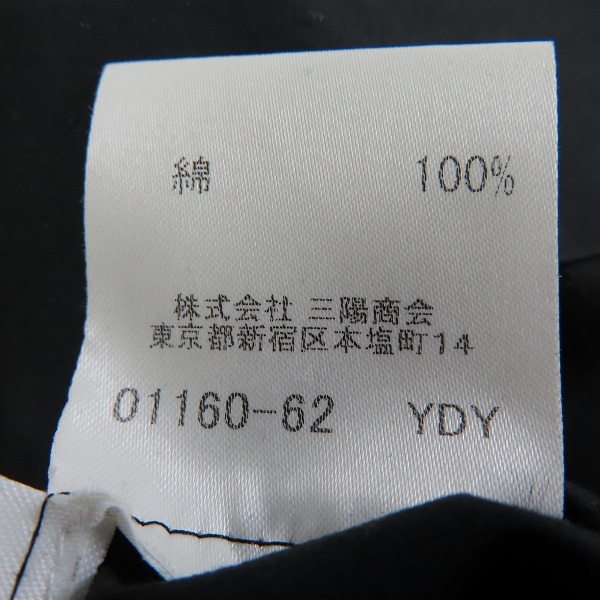 綿 100%
株式会社 三陽商会
東京都新宿区本塩町14
01160-62 YDY